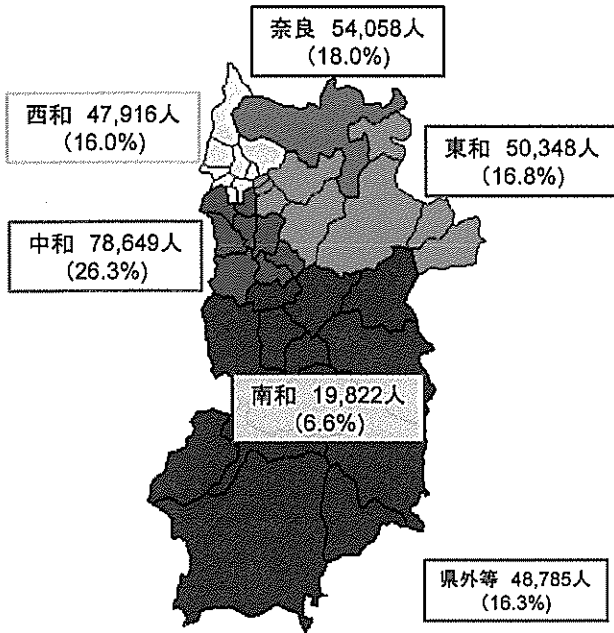 奈良 54,058人
(18.0%)
西和 47,916人
(16.0%)
東和 50,348人
(16.8%)
中和 78,649人
(26.3%)
南和 19,822人
(6.6%)
県外等 48,785人
(16.3%)